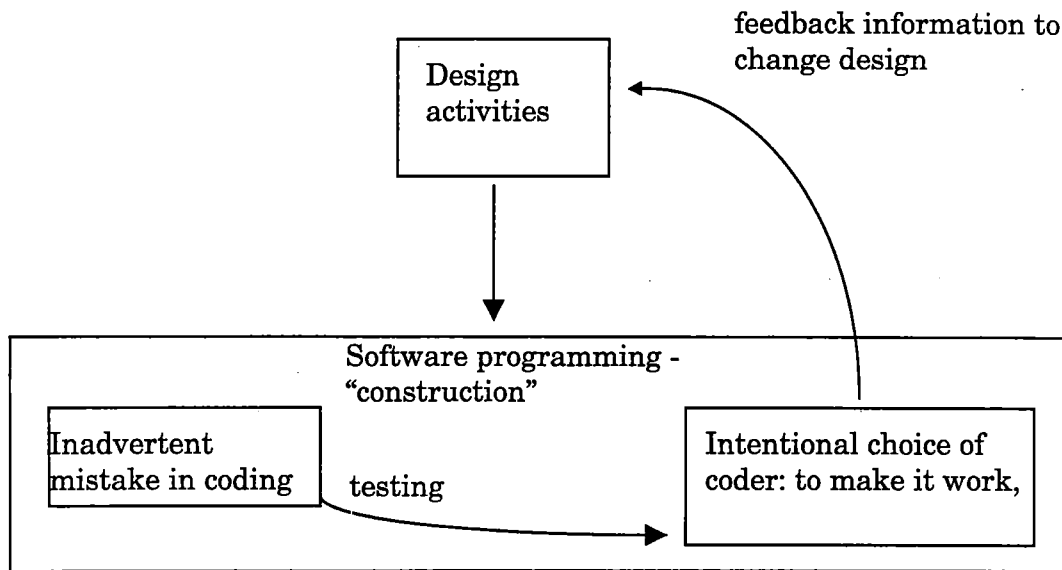 feedback information to
change design
Design
activities
Software programming -
“construction”
Inadvertent
mistake in coding
testing
Intentional choice of
coder: to make it work,